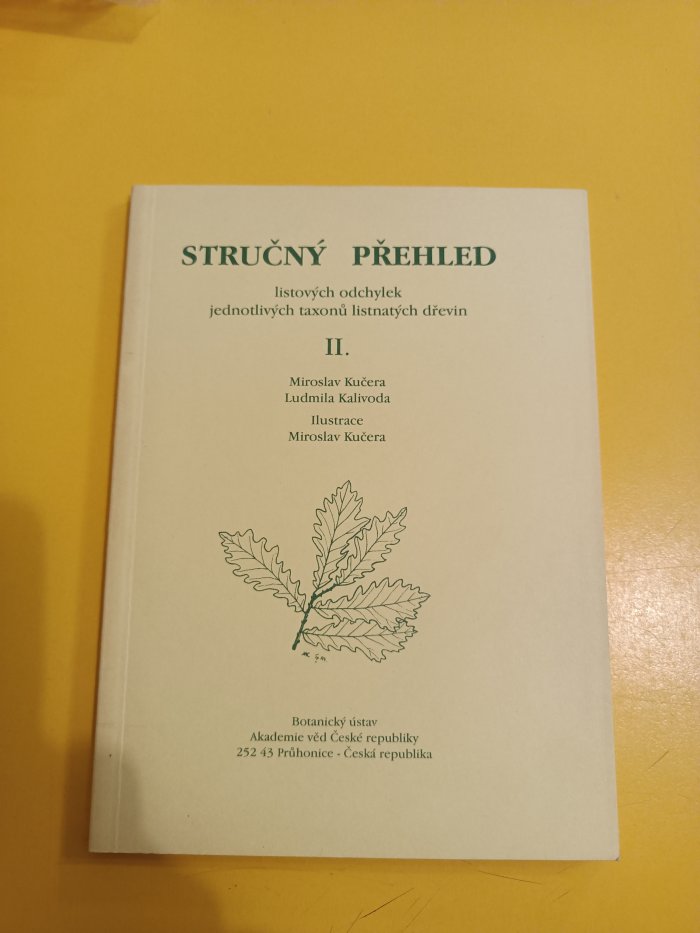 STRUČNÝ PŘEHLED
listových odchylek
jednotlivých taxonů listnatých dřevin
II.
Miroslav Kučera
Ludmila Kalivoda
Ilustrace
Miroslav Kučera
Botanický ústav
Akademie věd České republiky
252 43 Průhonice - Česká republika